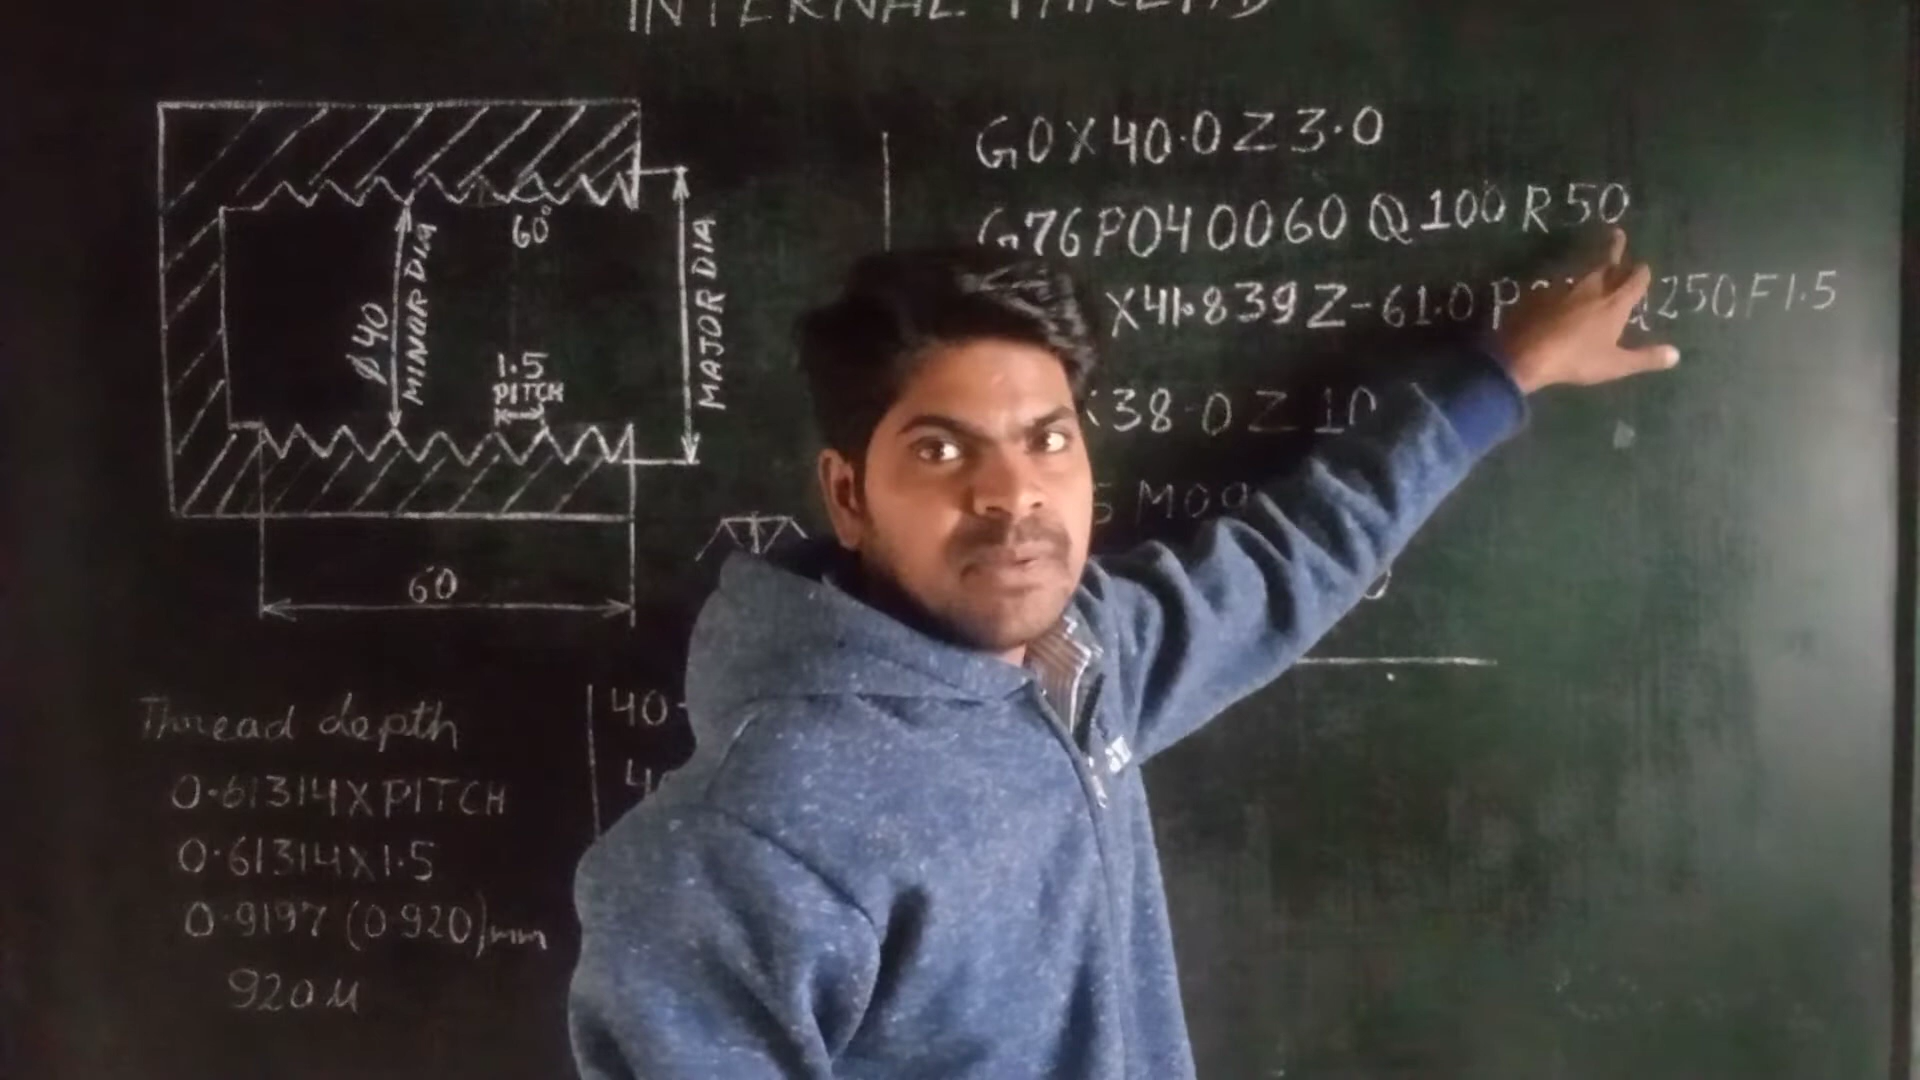 INTERNAL THREAD
60°
Ø40
MINOR DIA
1.5
PITCH
MAJOR DIA
60
Thread depth
0.61314XPITCH
0.61314X1.5
0.9197 (0.920)mm
920μ
40
G0X40.0Z3.0
G76P040060Q100R50
X41.839Z-61.0P Q250F1.5
X38.0Z10
5 M09